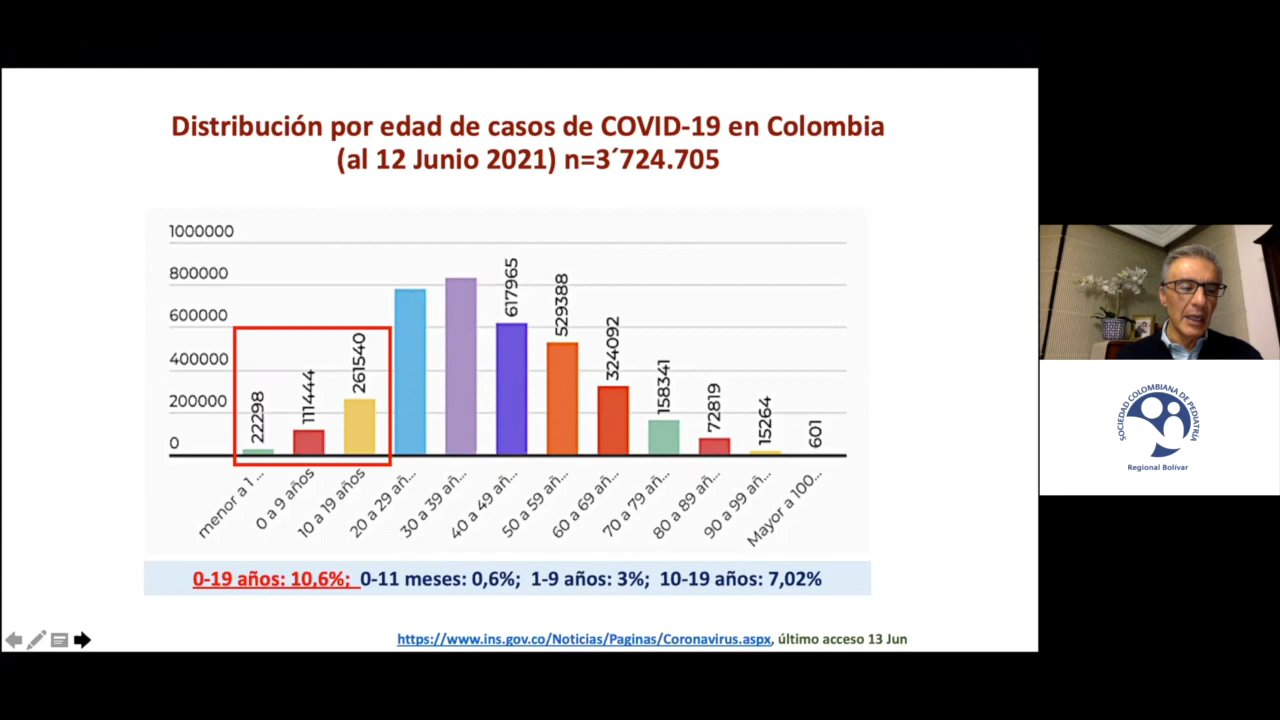 Distribución por edad de casos de COVID-19 en Colombia
(al 12 Junio 2021) n=3´724.705
1000000
800000
600000
400000
200000
0
22298
111444
261540
617965
529388
324092
158341
72819
15264
601
menor a 1 ...
0 a 9 años
10 a 19 años
20 a 29 añ...
30 a 39 añ...
40 a 49 añ...
50 a 59 añ...
60 a 69 añ...
70 a 79 añ...
80 a 89 añ...
90 a 99 añ...
Mayor a 100...
0-19 años: 10,6%; 0-11 meses: 0,6%; 1-9 años: 3%; 10-19 años: 7,02%
https://www.ins.gov.co/Noticias/Paginas/Coronavirus.aspx, último acceso 13 Jun
SOCIEDAD COLOMBIANA DE PEDIATRÍA
Regional Bolívar